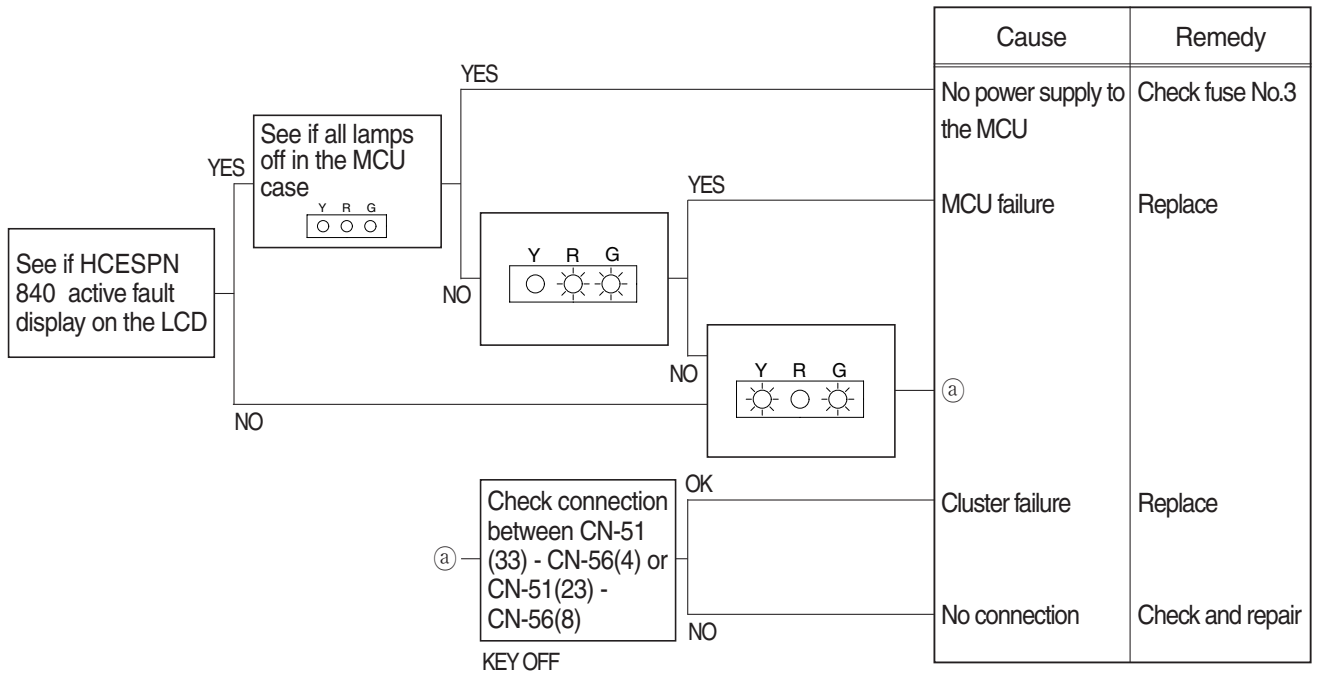 Cause
Remedy
YES
No power supply to
the MCU
Check fuse No.3
See if all lamps
off in the MCU
case
Y R G
YES
YES
MCU failure
Replace
See if HCESPN
840 active fault
display on the LCD
Y R G
NO
NO
Y R G
ⓐ
NO
Check connection
between CN-51
(33) - CN-56(4) or
CN-51(23) -
CN-56(8)
ⓐ
OK
Cluster failure
Replace
NO
No connection
Check and repair
KEY OFF